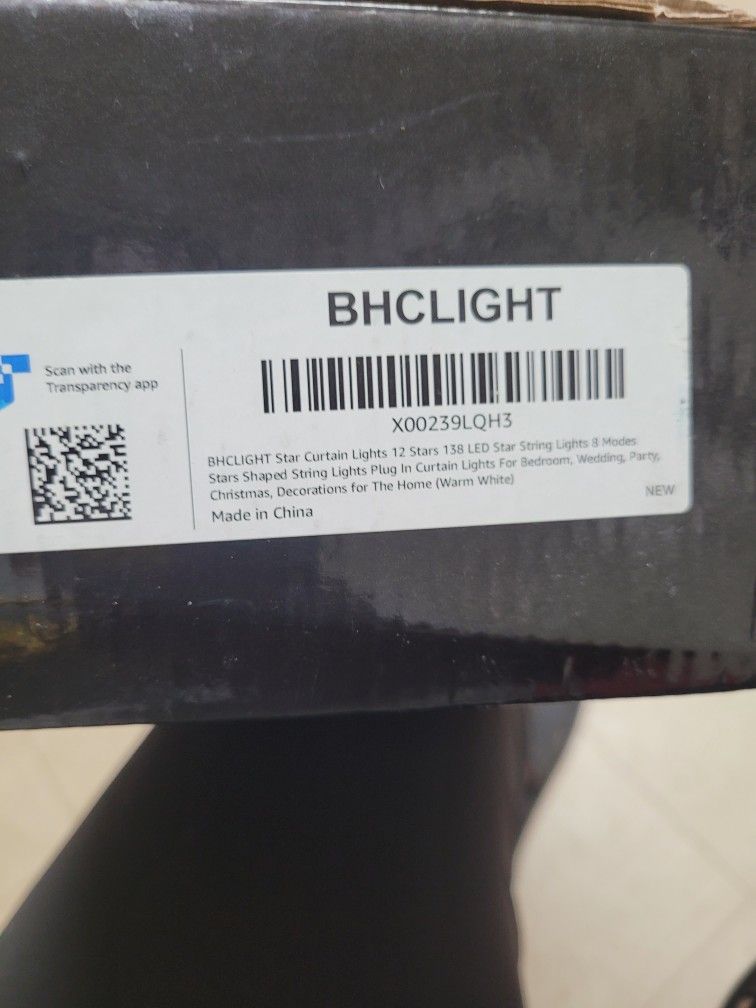 BHCLIGHT
Scan with the
Transparency app
X00239LQH3
BHCLIGHT Star Curtain Lights 12 Stars 138 LED Star String Lights 8 Modes
Stars Shaped String Lights Plug In Curtain Lights For Bedroom, Wedding, Party,
Christmas, Decorations for The Home (Warm White)
NEW
Made in China